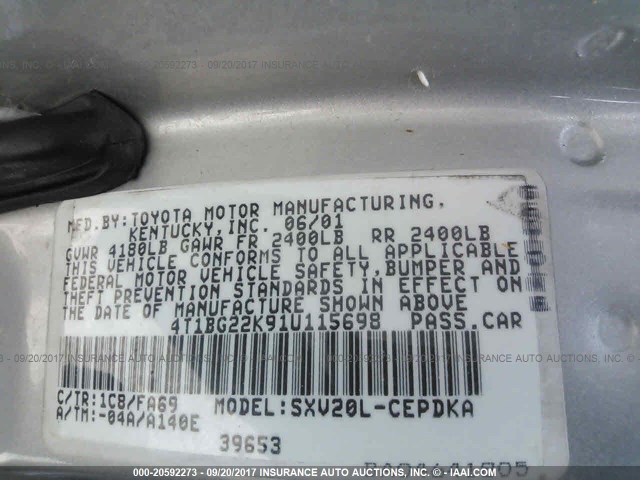 MFD.BY:TOYOTA MOTOR MANUFACTURING,
KENTUCKY,INC. 06/01
GVWR 4180LB GAWR FR 2400LB RR 2400LB
THIS VEHICLE CONFORMS TO ALL APPLICABLE
FEDERAL MOTOR VEHICLE SAFETY,BUMPER AND
THEFT PREVENTION STANDARDS IN EFFECT ON
THE DATE OF MANUFACTURE SHOWN ABOVE
4T1BG22K91U115698 PASS.CAR
C/TR:1C8/FA69 MODEL:SXV20L-CEPDKA
A/TM:-04A/A140E
39653
000-20592273 - 09/20/2017 - INSURANCE AUTO AUCTIONS, INC. - © IAAI.COM